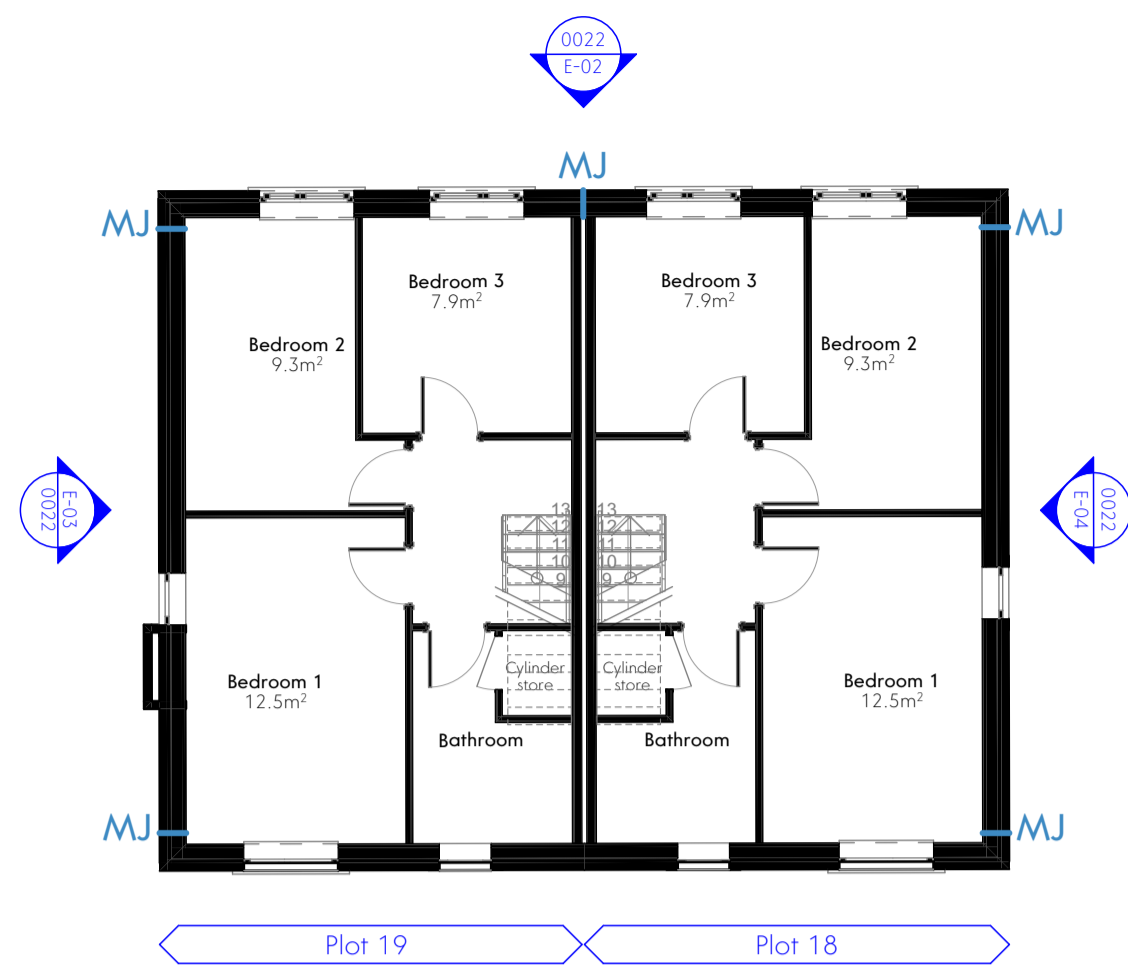 0022
E-02
MJ
MJ
MJ
Bedroom 3
7.9m²
Bedroom 3
7.9m²
Bedroom 2
9.3m²
Bedroom 2
9.3m²
E-03
0022
0022
E-04
13 13
12 12
11 11
10 10
9 9
Cylinder
store
Cylinder
store
Bedroom 1
12.5m²
Bedroom 1
12.5m²
Bathroom
Bathroom
MJ
MJ
Plot 19
Plot 18